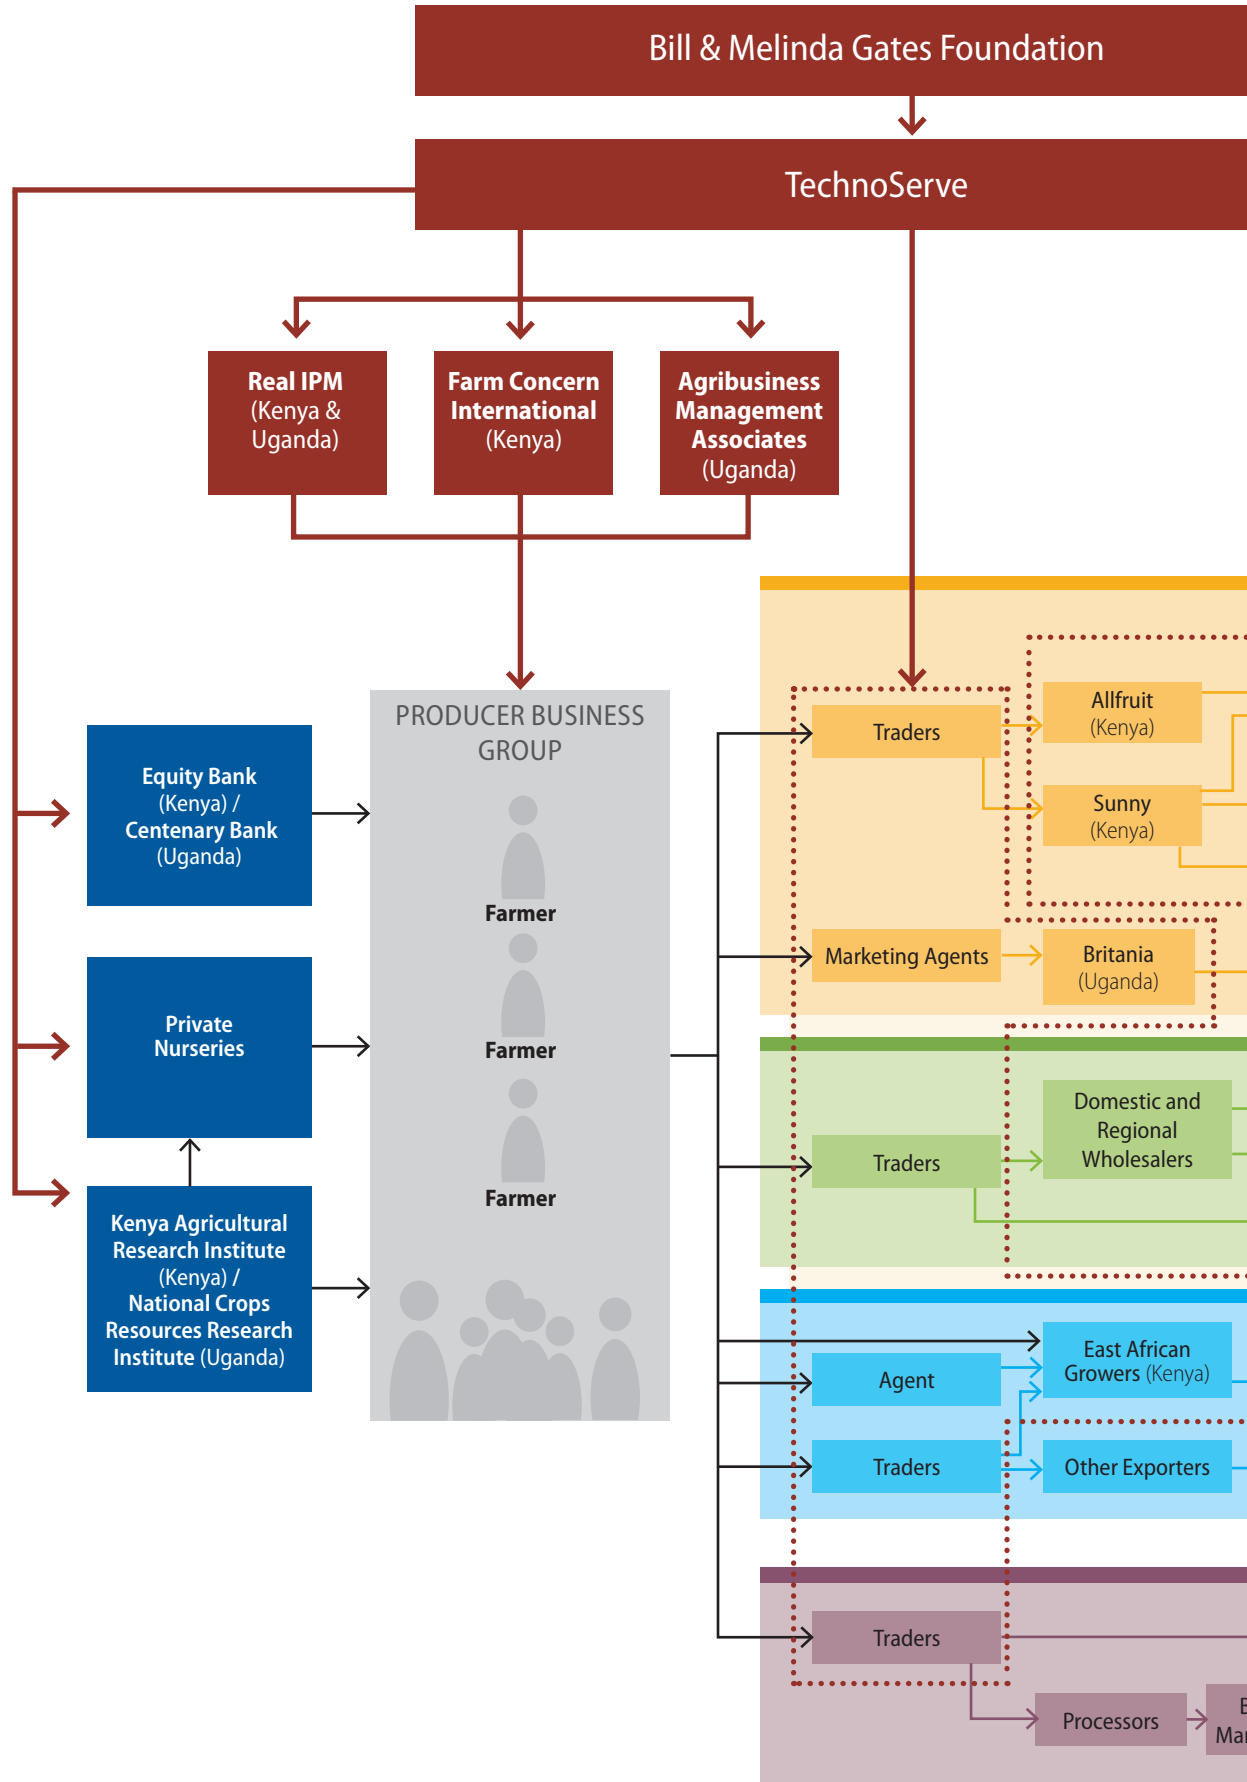 Bill & Melinda Gates Foundation
TechnoServe
Real IPM
(Kenya &
Uganda)
Farm Concern
International
(Kenya)
Agribusiness
Management
Associates
(Uganda)
PRODUCER BUSINESS
GROUP
Farmer
Farmer
Farmer
Equity Bank
(Kenya) /
Centenary Bank
(Uganda)
Private
Nurseries
Kenya Agricultural
Research Institute
(Kenya) /
National Crops
Resources Research
Institute (Uganda)
Traders
Allfruit
(Kenya)
Sunny
(Kenya)
Marketing Agents
Britania
(Uganda)
Traders
Domestic and
Regional
Wholesalers
East African
Growers (Kenya)
Agent
Traders
Other Exporters
Traders
Processors